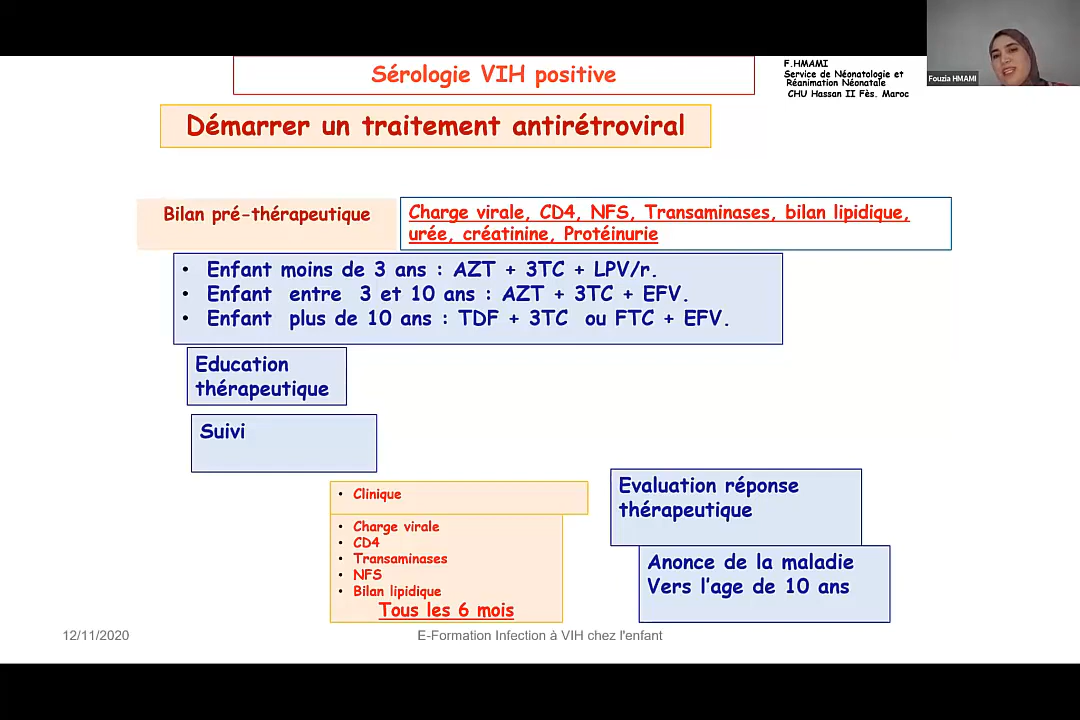 Sérologie VIH positive
F.HMAMI
Service de Néonatologie et
Réanimation Néonatale
CHU Hassan II Fès. Maroc
Fouzia HMAMI
Démarrer un traitement antirétroviral
Bilan pré-thérapeutique
Charge virale, CD4, NFS, Transaminases, bilan lipidique,
urée, créatinine, Protéinurie
• Enfant moins de 3 ans : AZT + 3TC + LPV/r.
• Enfant entre 3 et 10 ans : AZT + 3TC + EFV.
• Enfant plus de 10 ans : TDF + 3TC ou FTC + EFV.
Education
thérapeutique
Suivi
• Clinique
• Charge virale
• CD4
• Transaminases
• NFS
• Bilan lipidique
Tous les 6 mois
Evaluation réponse
thérapeutique
Anonce de la maladie
Vers l'age de 10 ans
12/11/2020
E-Formation Infection à VIH chez l'enfant